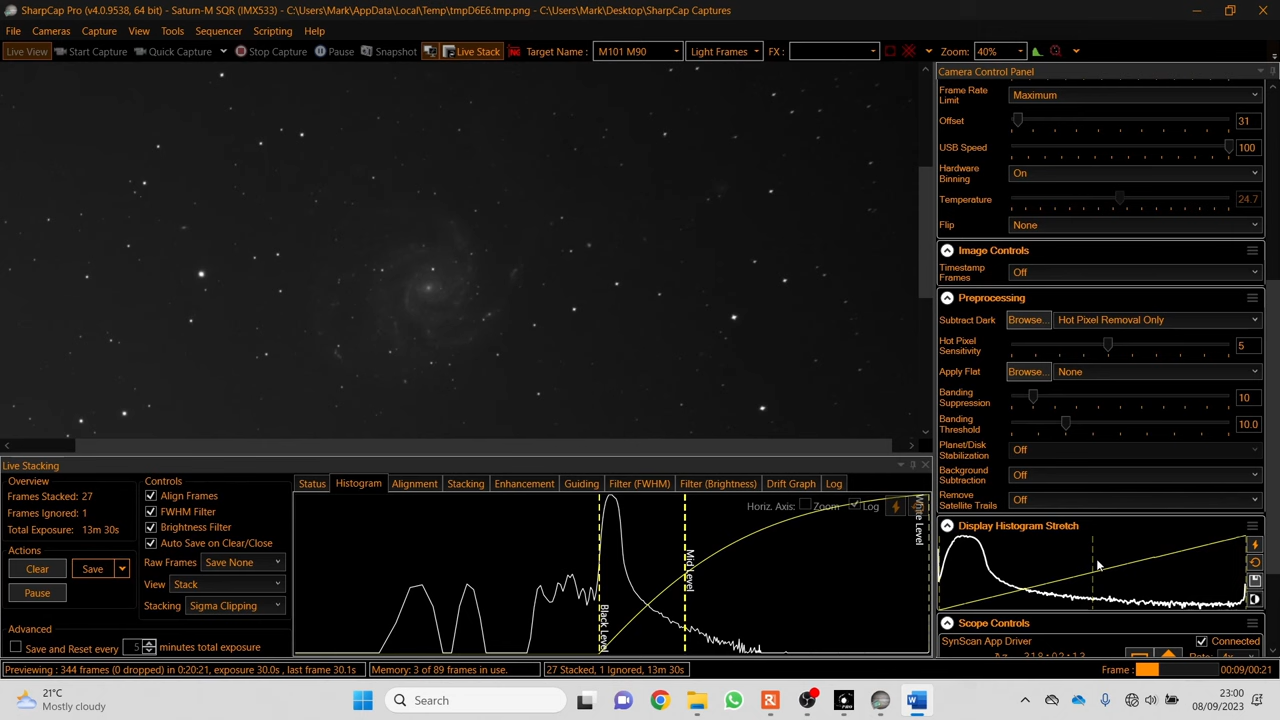 SharpCap Pro (v4.0.9538, 64 bit) - Saturn-M SQR (IMX533) - C:\Users\Mark\AppData\Local\Temp\tmpD6E6.tmp.png - C:\Users\Mark\Desktop\SharpCap Captures
File Cameras Capture View Tools Sequencer Scripting Help
Live View Start Capture Quick Capture Stop Capture Pause Snapshot Live Stack Target Name : M101 M90 Light Frames FX : Zoom: 40%
Camera Control Panel
Frame Rate Limit Maximum
Offset 31
USB Speed 100
Hardware Binning On
Temperature 24.7
Flip None
Image Controls
Timestamp Frames Off
Preprocessing
Subtract Dark Browse... Hot Pixel Removal Only
Hot Pixel Sensitivity 5
Apply Flat Browse... None
Banding Suppression 10
Banding Threshold 10.0
Planet/Disk Stabilization Off
Background Subtraction Off
Remove Satellite Trails Off
Display Histogram Stretch
Scope Controls
SynScan App Driver Connected
Live Stacking
Overview
Frames Stacked: 27
Frames Ignored: 1
Total Exposure: 13m 30s
Actions
Clear Save
Pause
Controls
Align Frames
FWHM Filter
Brightness Filter
Auto Save on Clear/Close
Raw Frames Save None
View Stack
Stacking Sigma Clipping
Advanced
Save and Reset every 5 minutes total exposure
Status Histogram Alignment Stacking Enhancement Guiding Filter (FWHM) Filter (Brightness) Drift Graph Log
Horiz. Axis: Zoom Log
Black Level
Mid Level
White Level
Previewing : 344 frames (0 dropped) in 0:20:21, exposure 30.0s , last frame 30.1s Memory: 3 of 89 frames in use. 27 Stacked, 1 Ignored, 13m 30s Frame : 00:09/00:21
21°C
Mostly cloudy
Search
23:00
08/09/2023